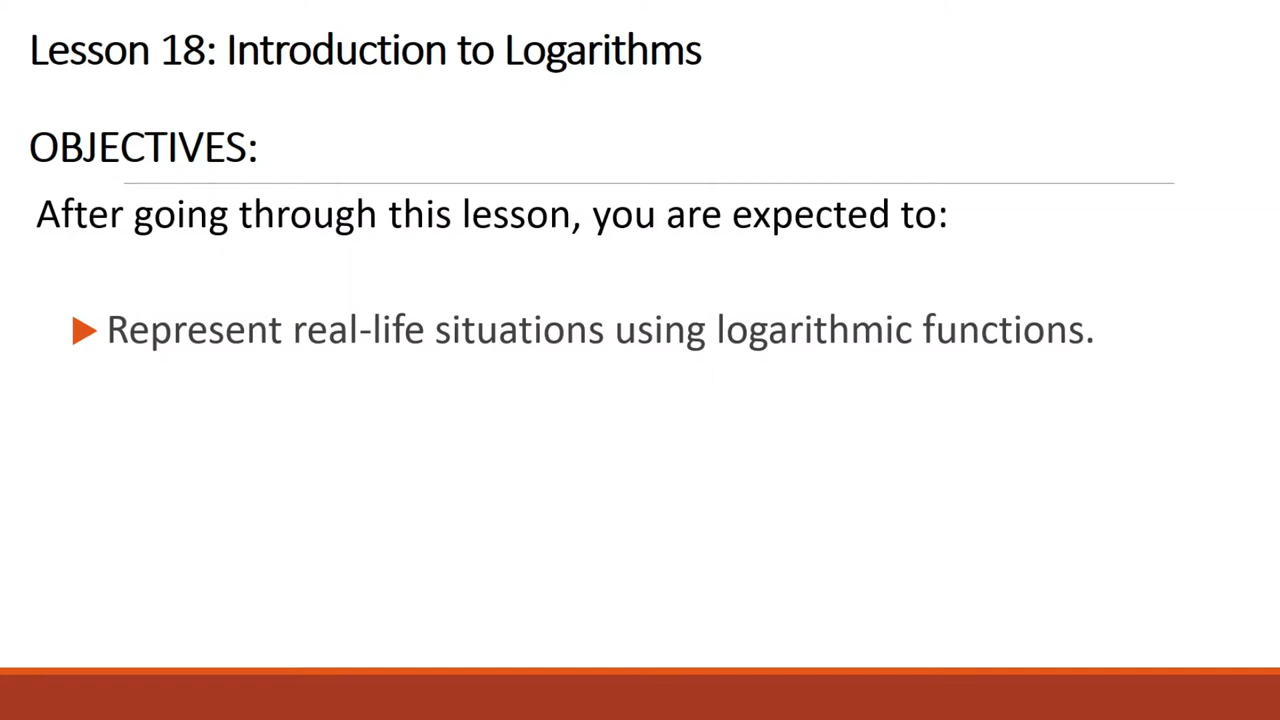 Lesson 18: Introduction to Logarithms
OBJECTIVES:
After going through this lesson, you are expected to:
Represent real-life situations using logarithmic functions.